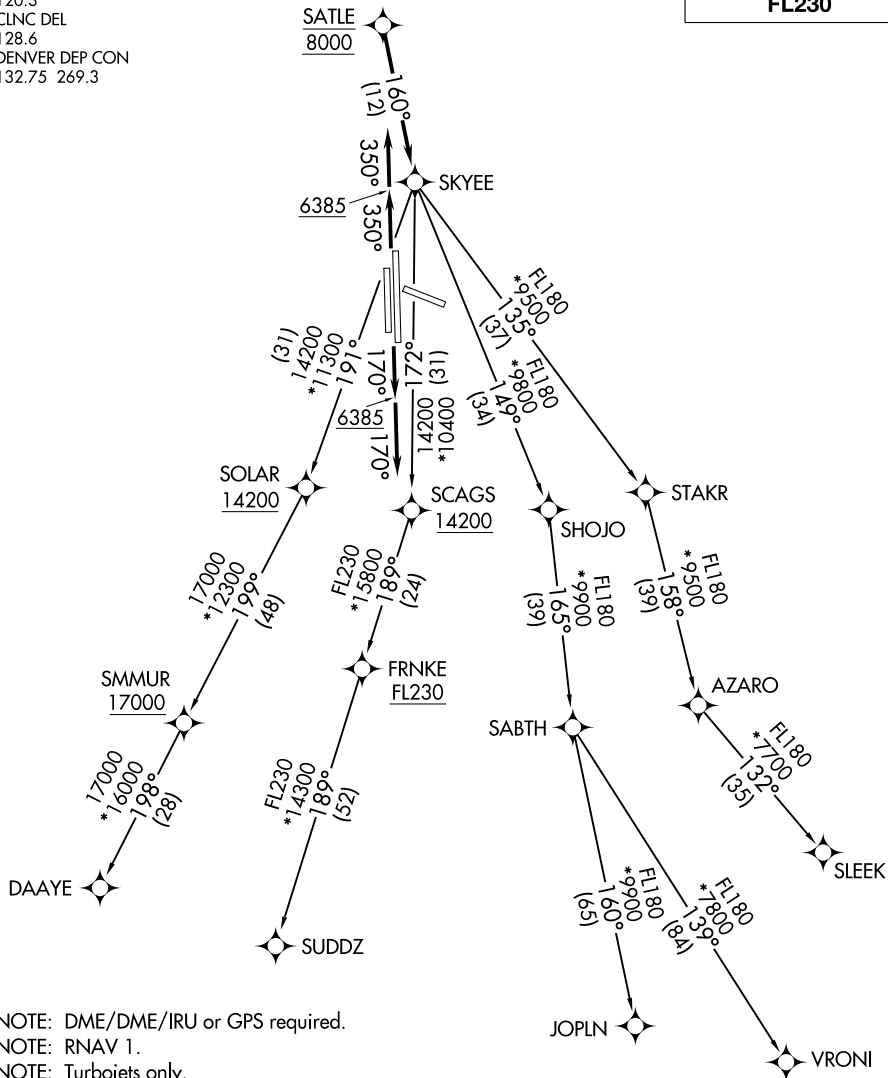 120.3
CLNC DEL
128.6
DENVER DEP CON
132.75 269.3
FL230
SATLE
8000
160°
(12)
350°
SKYEE
6385
350°
FL180
*9500
135°
(37)
(31)
14200
*11300
191°
170°
172°
(31)
14200
*10400
FL180
*9800
149°
(34)
6385
170°
SOLAR
14200
SCAGS
14200
SHOJO
STAKR
17000
*12300
199°
(48)
FL230
*15800
189°
(24)
FL180
*9900
165°
(39)
FL180
*9500
158°
(39)
SMMUR
17000
FRNKE
FL230
SABTH
AZARO
17000
*16000
198°
(28)
FL230
*14300
189°
(52)
FL180
*7700
132°
(35)
DAAYE
SUDDZ
FL180
*9900
160°
(65)
FL180
*7800
139°
(84)
SLEEK
JOPLN
VRONI
NOTE: DME/DME/IRU or GPS required.
NOTE: RNAV 1.
NOTE: Turbojets only.